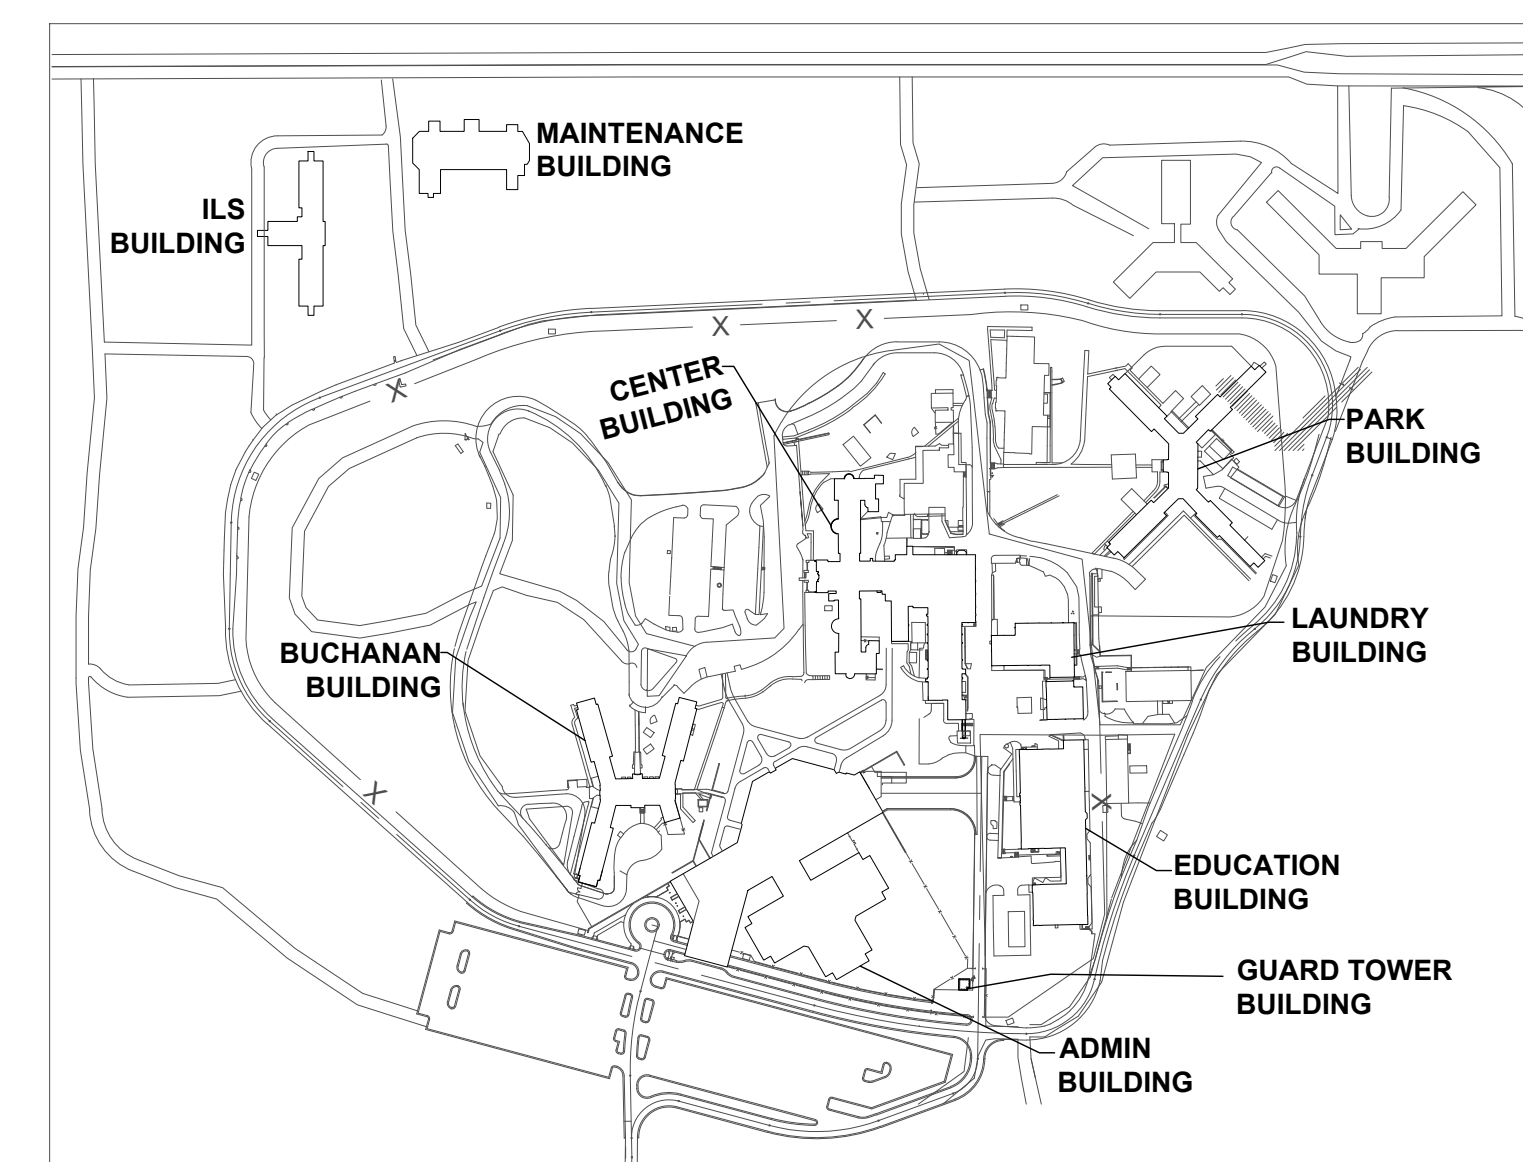 MAINTENANCE
BUILDING
ILS
BUILDING
CENTER
BUILDING
PARK
BUILDING
LAUNDRY
BUILDING
BUCHANAN
BUILDING
EDUCATION
BUILDING
GUARD TOWER
BUILDING
ADMIN
BUILDING
X
X
X
X
X